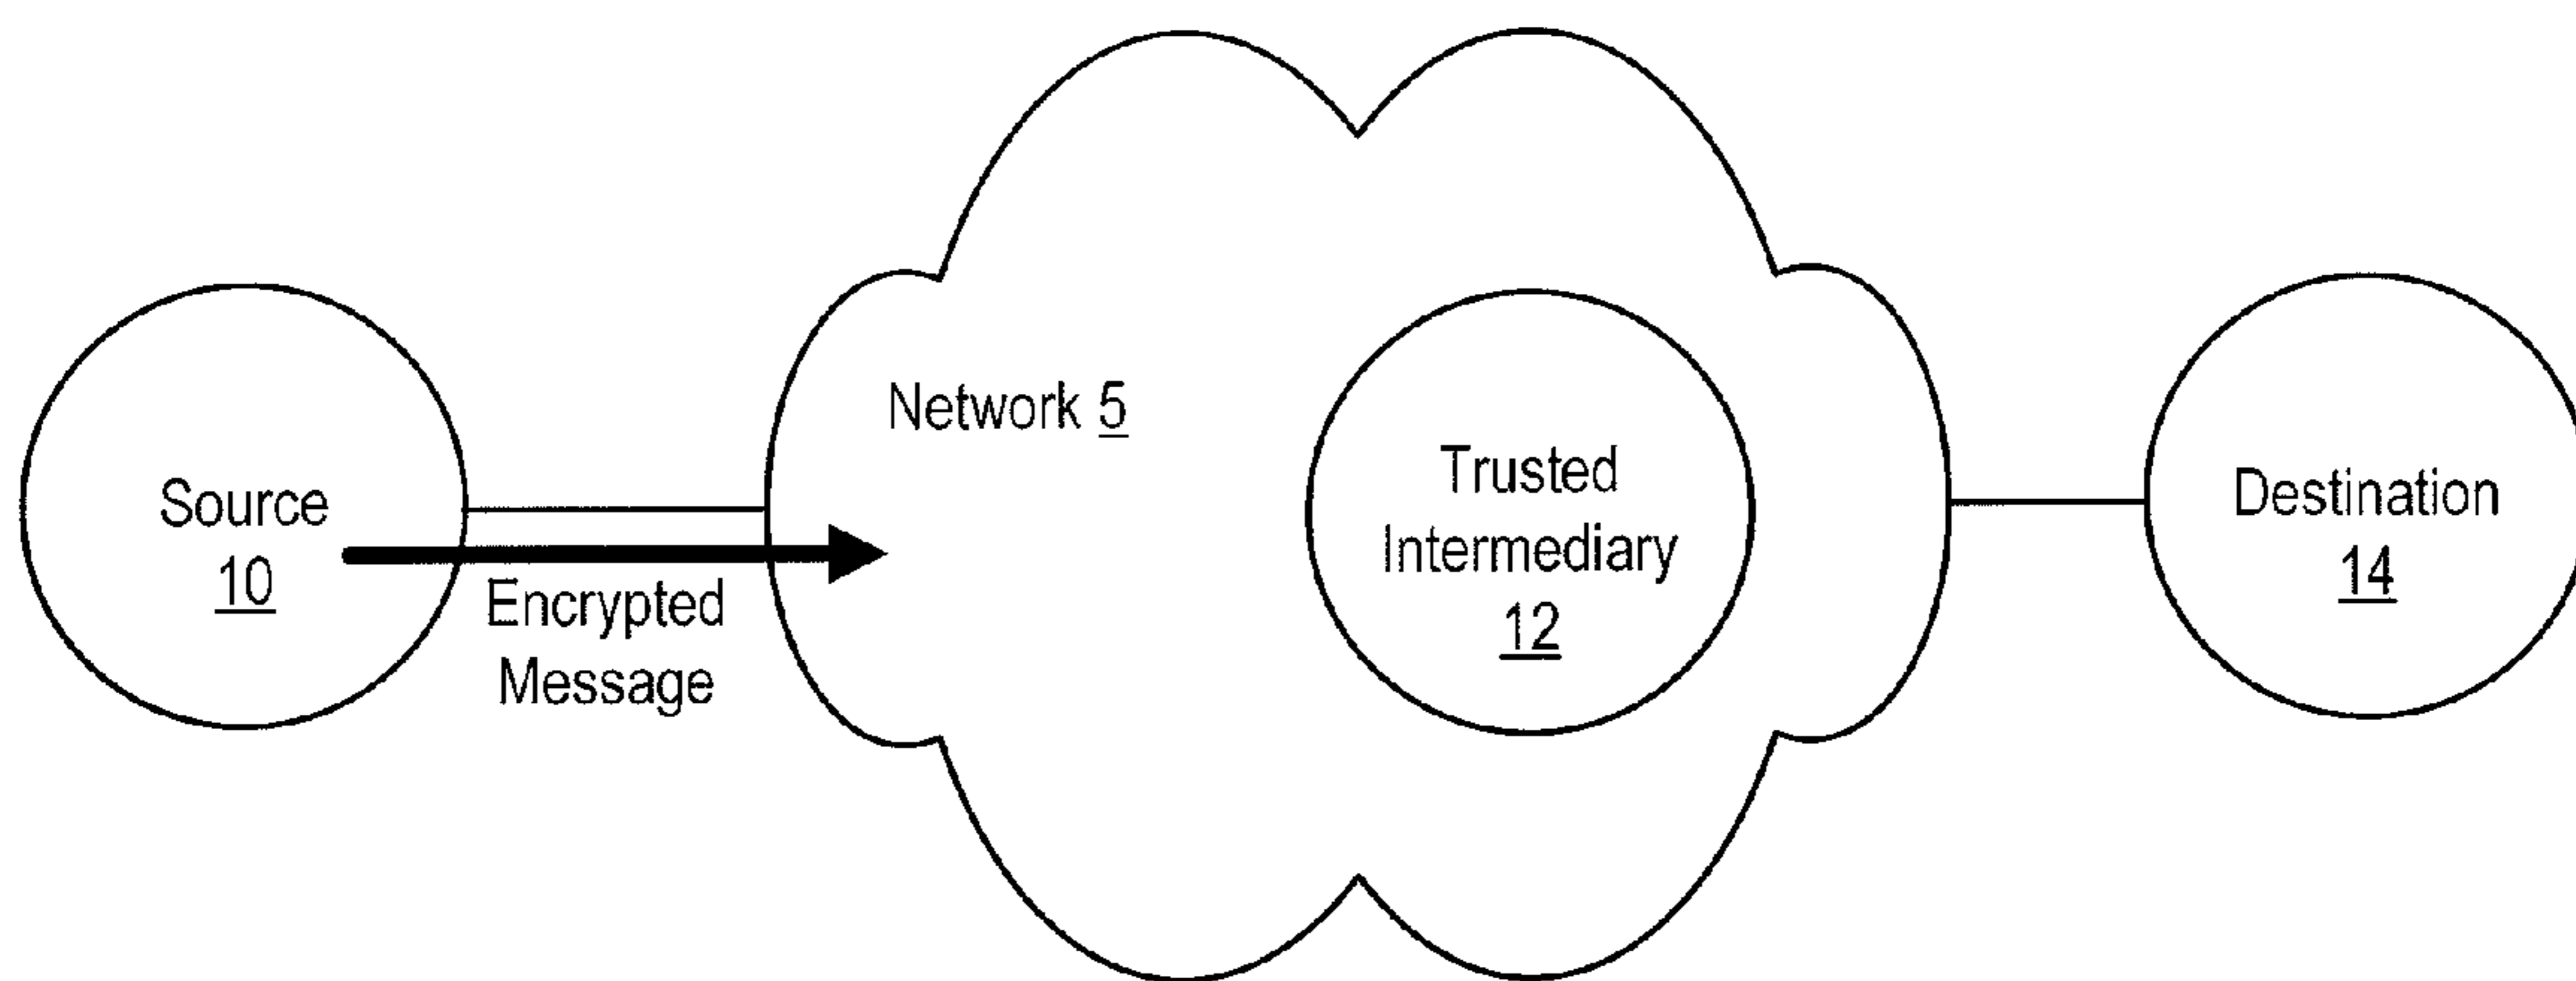 Source
10
Encrypted
Message
Network 5
Trusted
Intermediary
12
Destination
14